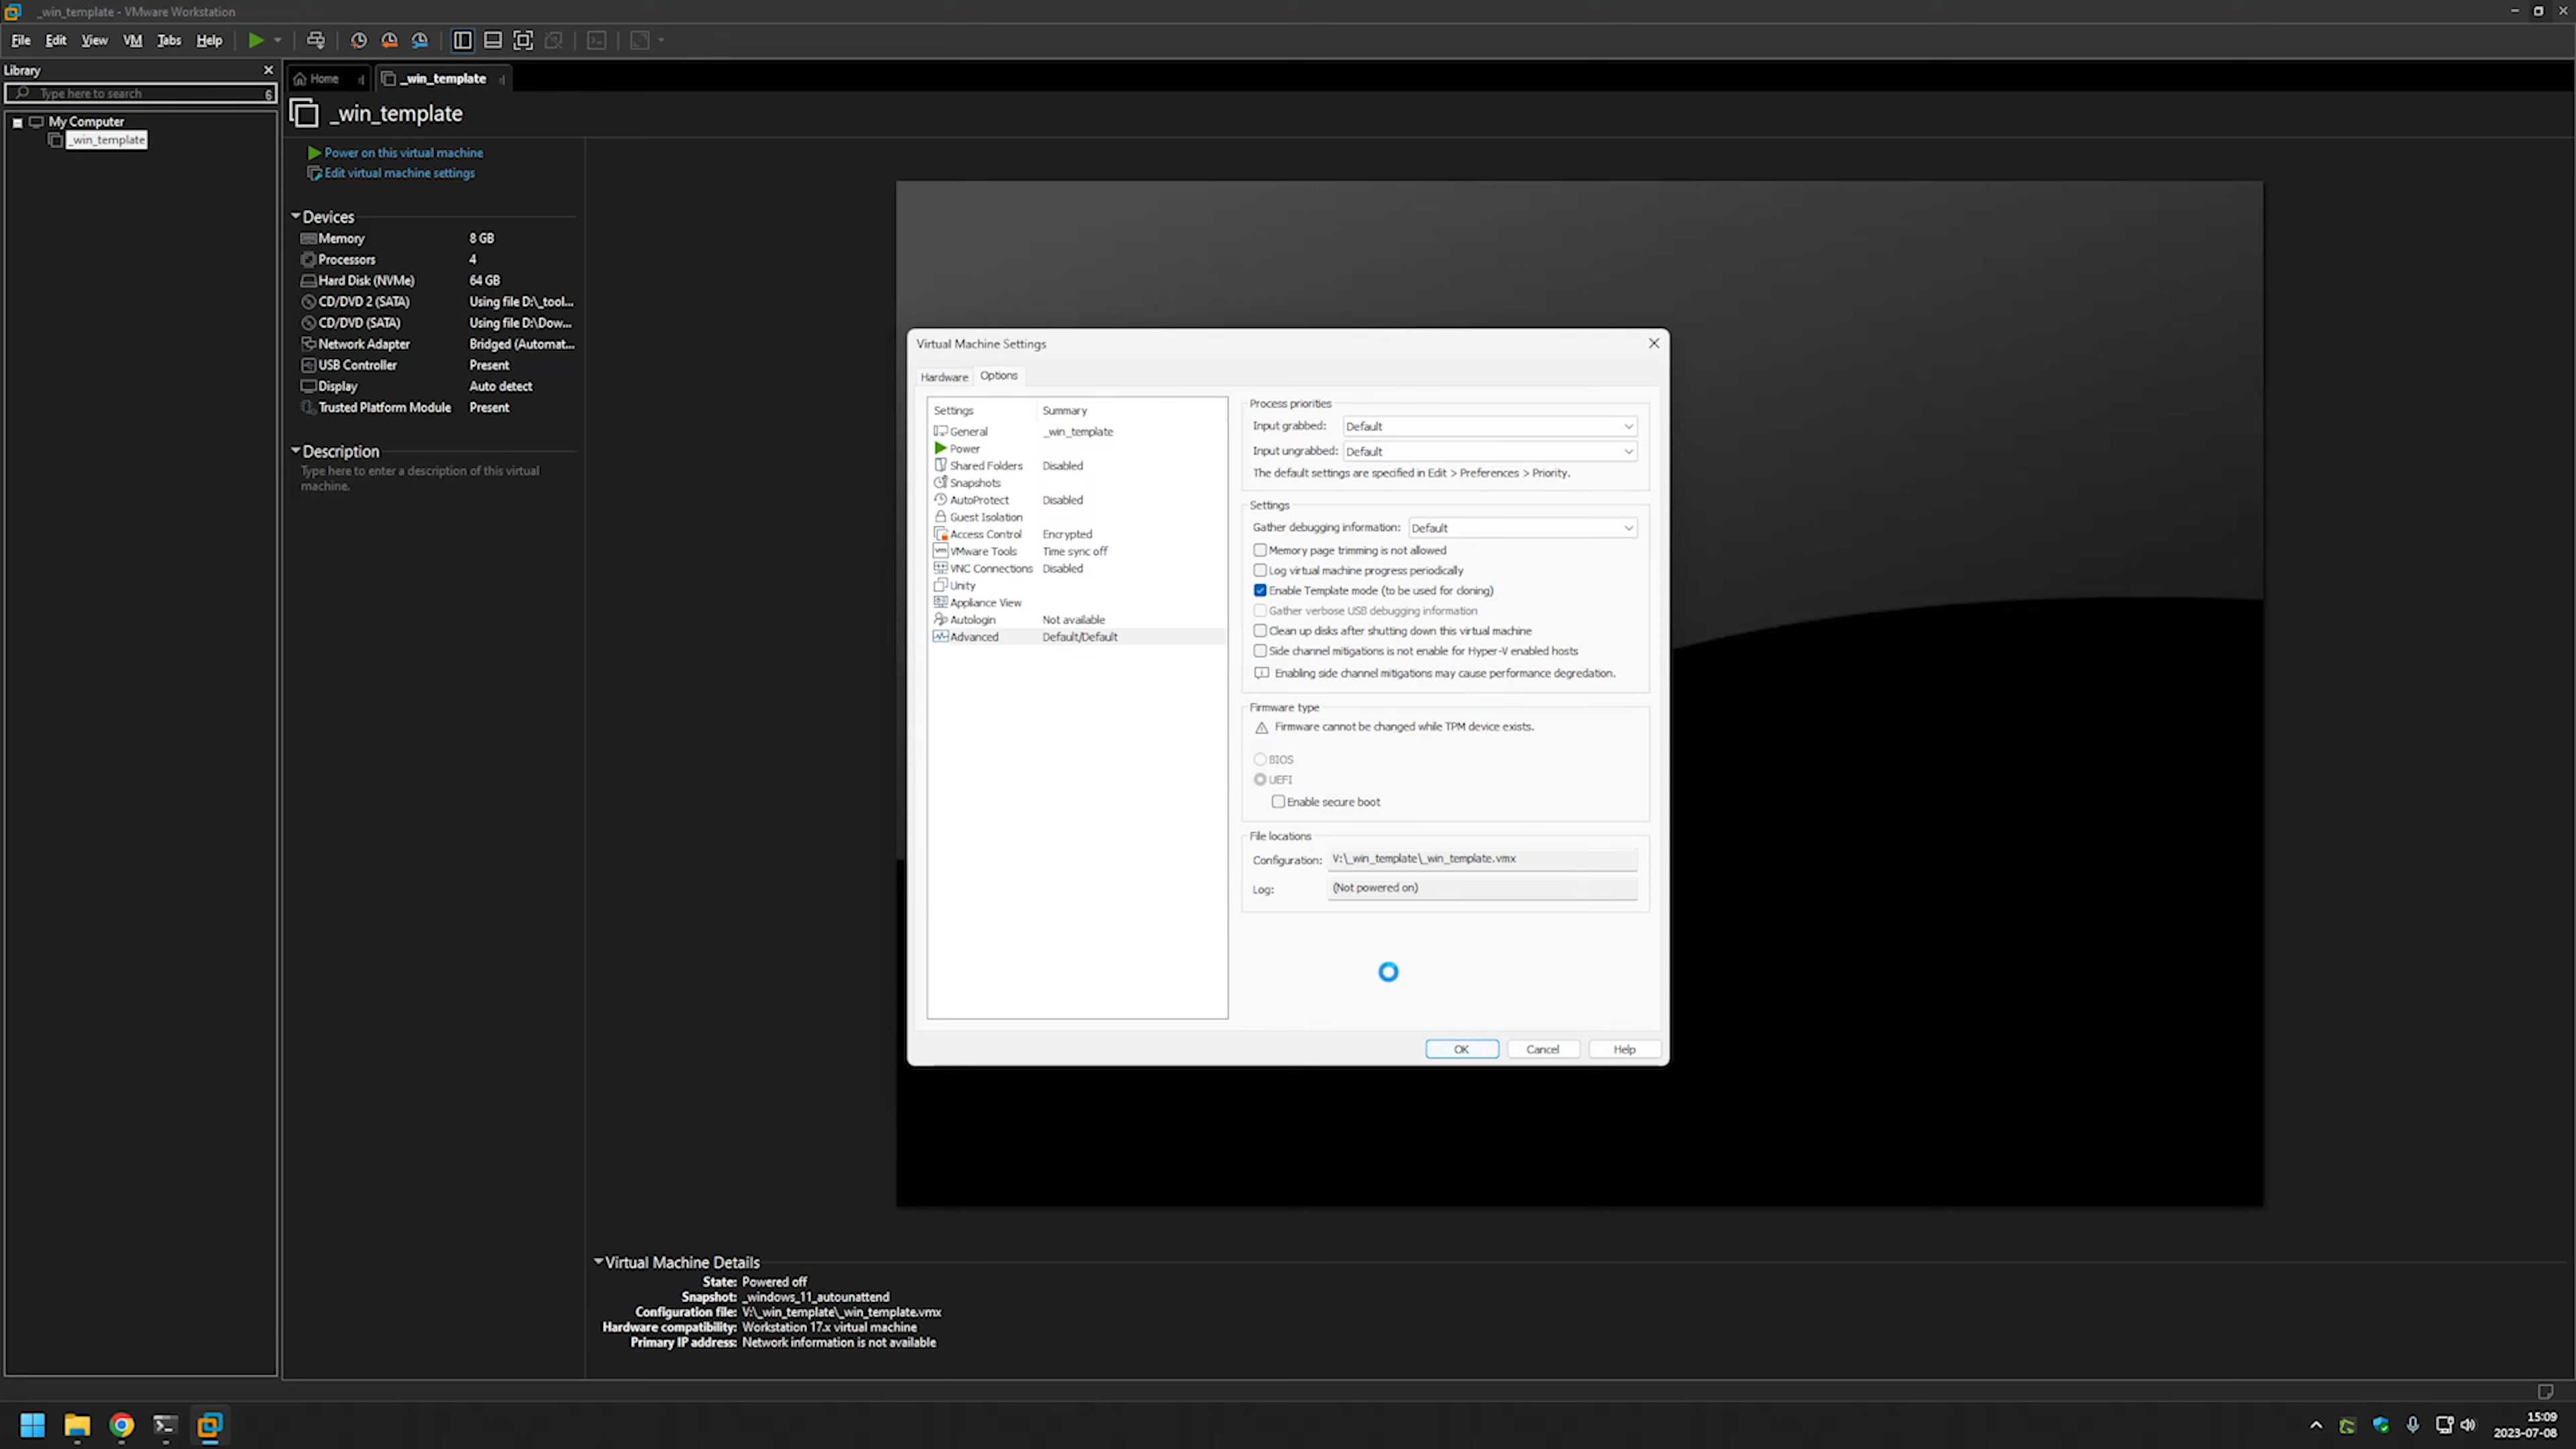 _win_template - VMware Workstation
File Edit View VM Tabs Help
Library
Type here to search
My Computer
_win_template
Home
_win_template
_win_template
Power on this virtual machine
Edit virtual machine settings
Devices
Memory 8 GB
Processors 4
Hard Disk (NVMe) 64 GB
CD/DVD 2 (SATA) Using file D:\_tool...
CD/DVD (SATA) Using file D:\Dow...
Network Adapter Bridged (Automat...
USB Controller Present
Display Auto detect
Trusted Platform Module Present
Description
Type here to enter a description of this virtual
machine.
Virtual Machine Settings
Hardware Options
Settings Summary
General _win_template
Power
Shared Folders Disabled
Snapshots
AutoProtect Disabled
Guest Isolation
Access Control Encrypted
VMware Tools Time sync off
VNC Connections Disabled
Unity
Appliance View
Autologin Not available
Advanced Default/Default
Process priorities
Input grabbed: Default
Input ungrabbed: Default
The default settings are specified in Edit > Preferences > Priority.
Settings
Gather debugging information: Default
Memory page trimming is not allowed
Log virtual machine progress periodically
Enable Template mode (to be used for cloning)
Gather verbose USB debugging information
Clean up disks after shutting down this virtual machine
Side channel mitigations is not enable for Hyper-V enabled hosts
Enabling side channel mitigations may cause performance degredation.
Firmware type
Firmware cannot be changed while TPM device exists.
BIOS
UEFI
Enable secure boot
File locations
Configuration: V:\_win_template\_win_template.vmx
Log: (Not powered on)
OK Cancel Help
Virtual Machine Details
State: Powered off
Snapshot: _windows_11_autounattend
Configuration file: V:\_win_template\_win_template.vmx
Hardware compatibility: Workstation 17.x virtual machine
Primary IP address: Network information is not available
15:09
2023-07-08